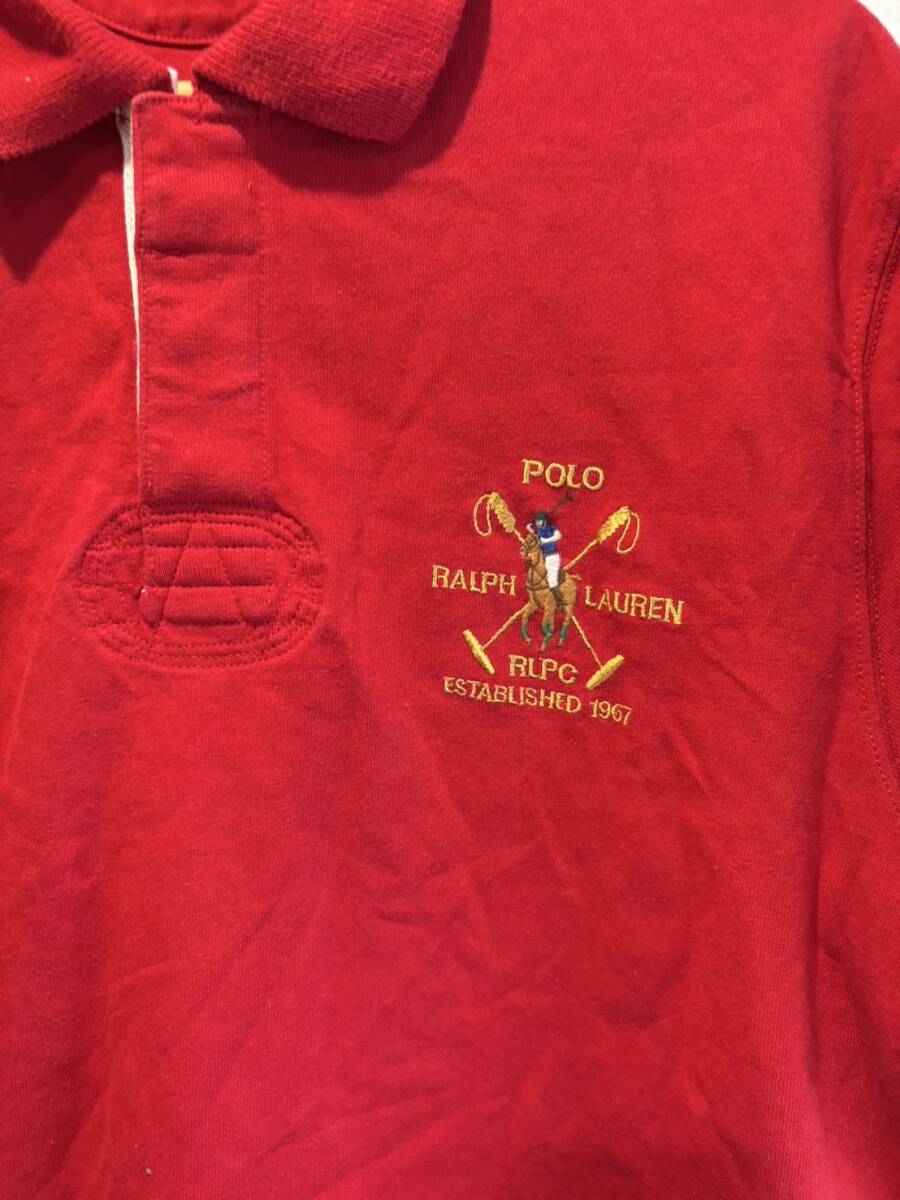 POLO
RALPH LAUREN
RLPC
ESTABLISHED 1967